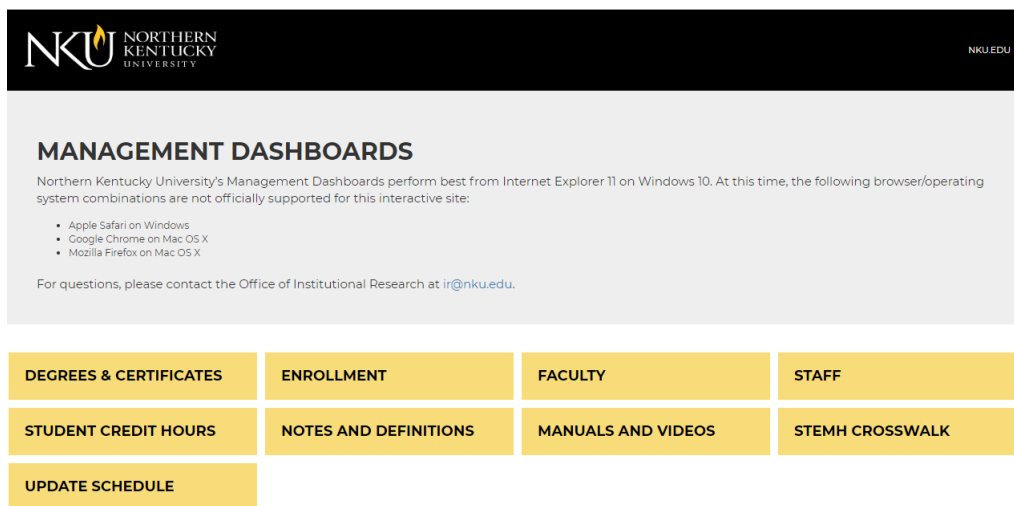 NKU NORTHERN
KENTUCKY
UNIVERSITY
NKU.EDU
MANAGEMENT DASHBOARDS
Northern Kentucky University's Management Dashboards perform best from Internet Explorer 11 on Windows 10. At this time, the following browser/operating
system combinations are not officially supported for this interactive site:
• Apple Safari on Windows
• Google Chrome on Mac OS X
• Mozilla Firefox on Mac OS X
For questions, please contact the Office of Institutional Research at ir@nku.edu.
DEGREES & CERTIFICATES
ENROLLMENT
FACULTY
STAFF
STUDENT CREDIT HOURS
NOTES AND DEFINITIONS
MANUALS AND VIDEOS
STEMH CROSSWALK
UPDATE SCHEDULE